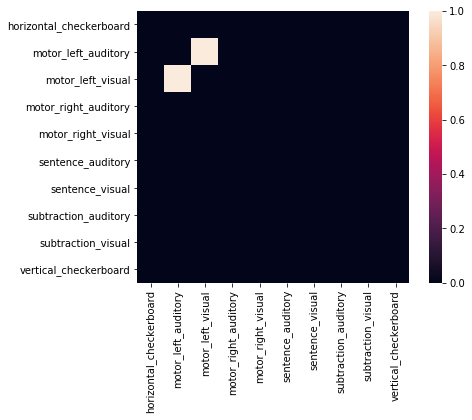 horizontal_checkerboard
motor_left_auditory
motor_left_visual
motor_right_auditory
motor_right_visual
sentence_auditory
sentence_visual
subtraction_auditory
subtraction_visual
vertical_checkerboard
1.0
0.8
0.6
0.4
0.2
0.0
horizontal_checkerboard
motor_left_auditory
motor_left_visual
motor_right_auditory
motor_right_visual
sentence_auditory
sentence_visual
subtraction_auditory
subtraction_visual
vertical_checkerboard